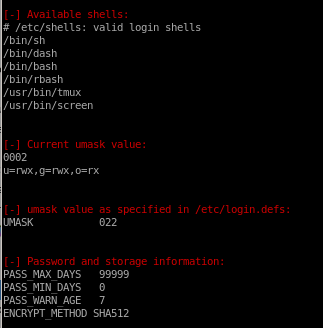 [-] Available shells:
# /etc/shells: valid login shells
/bin/sh
/bin/dash
/bin/bash
/bin/rbash
/usr/bin/tmux
/usr/bin/screen
[-] Current umask value:
0002
u=rwx,g=rwx,o=rx
[-] umask value as specified in /etc/login.defs:
UMASK 022
[-] Password and storage information:
PASS_MAX_DAYS 99999
PASS_MIN_DAYS 0
PASS_WARN_AGE 7
ENCRYPT_METHOD SHA512